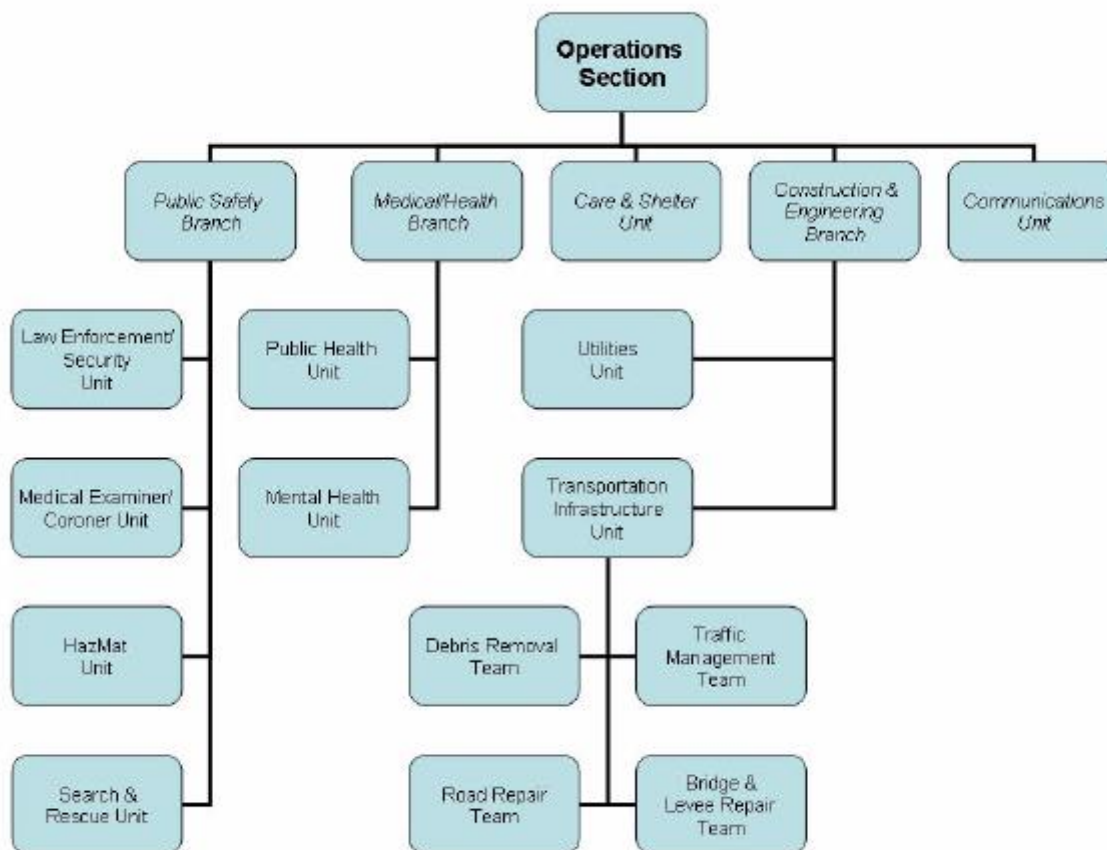 Operations
Section
Public Safety
Branch
Medical/Health
Branch
Care & Shelter
Unit
Construction &
Engineering
Branch
Communications
Unit
Law Enforcement/
Security
Unit
Public Health
Unit
Utilities
Unit
Medical Examiner/
Coroner Unit
Mental Health
Unit
Transportation
Infrastructure
Unit
HazMat
Unit
Debris Removal
Team
Traffic
Management
Team
Search &
Rescue Unit
Road Repair
Team
Bridge &
Levee Repair
Team